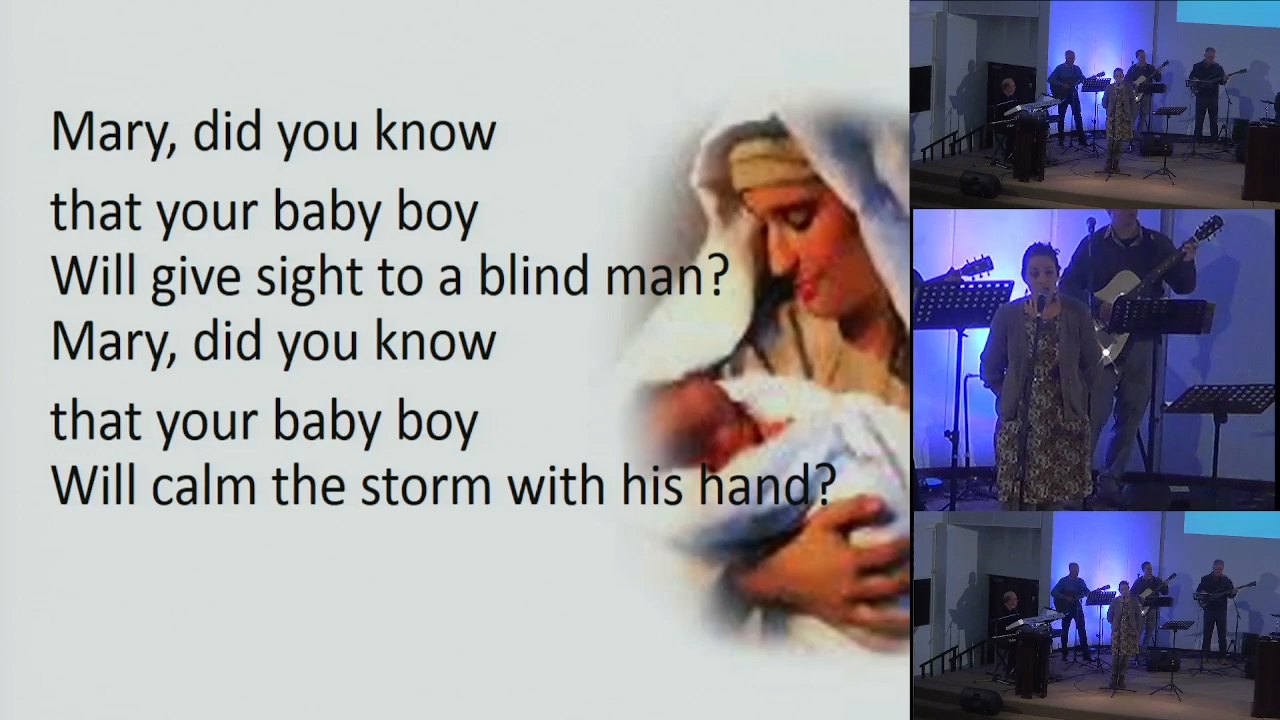 Mary, did you know
that your baby boy
Will give sight to a blind man?
Mary, did you know
that your baby boy
Will calm the storm with his hand?